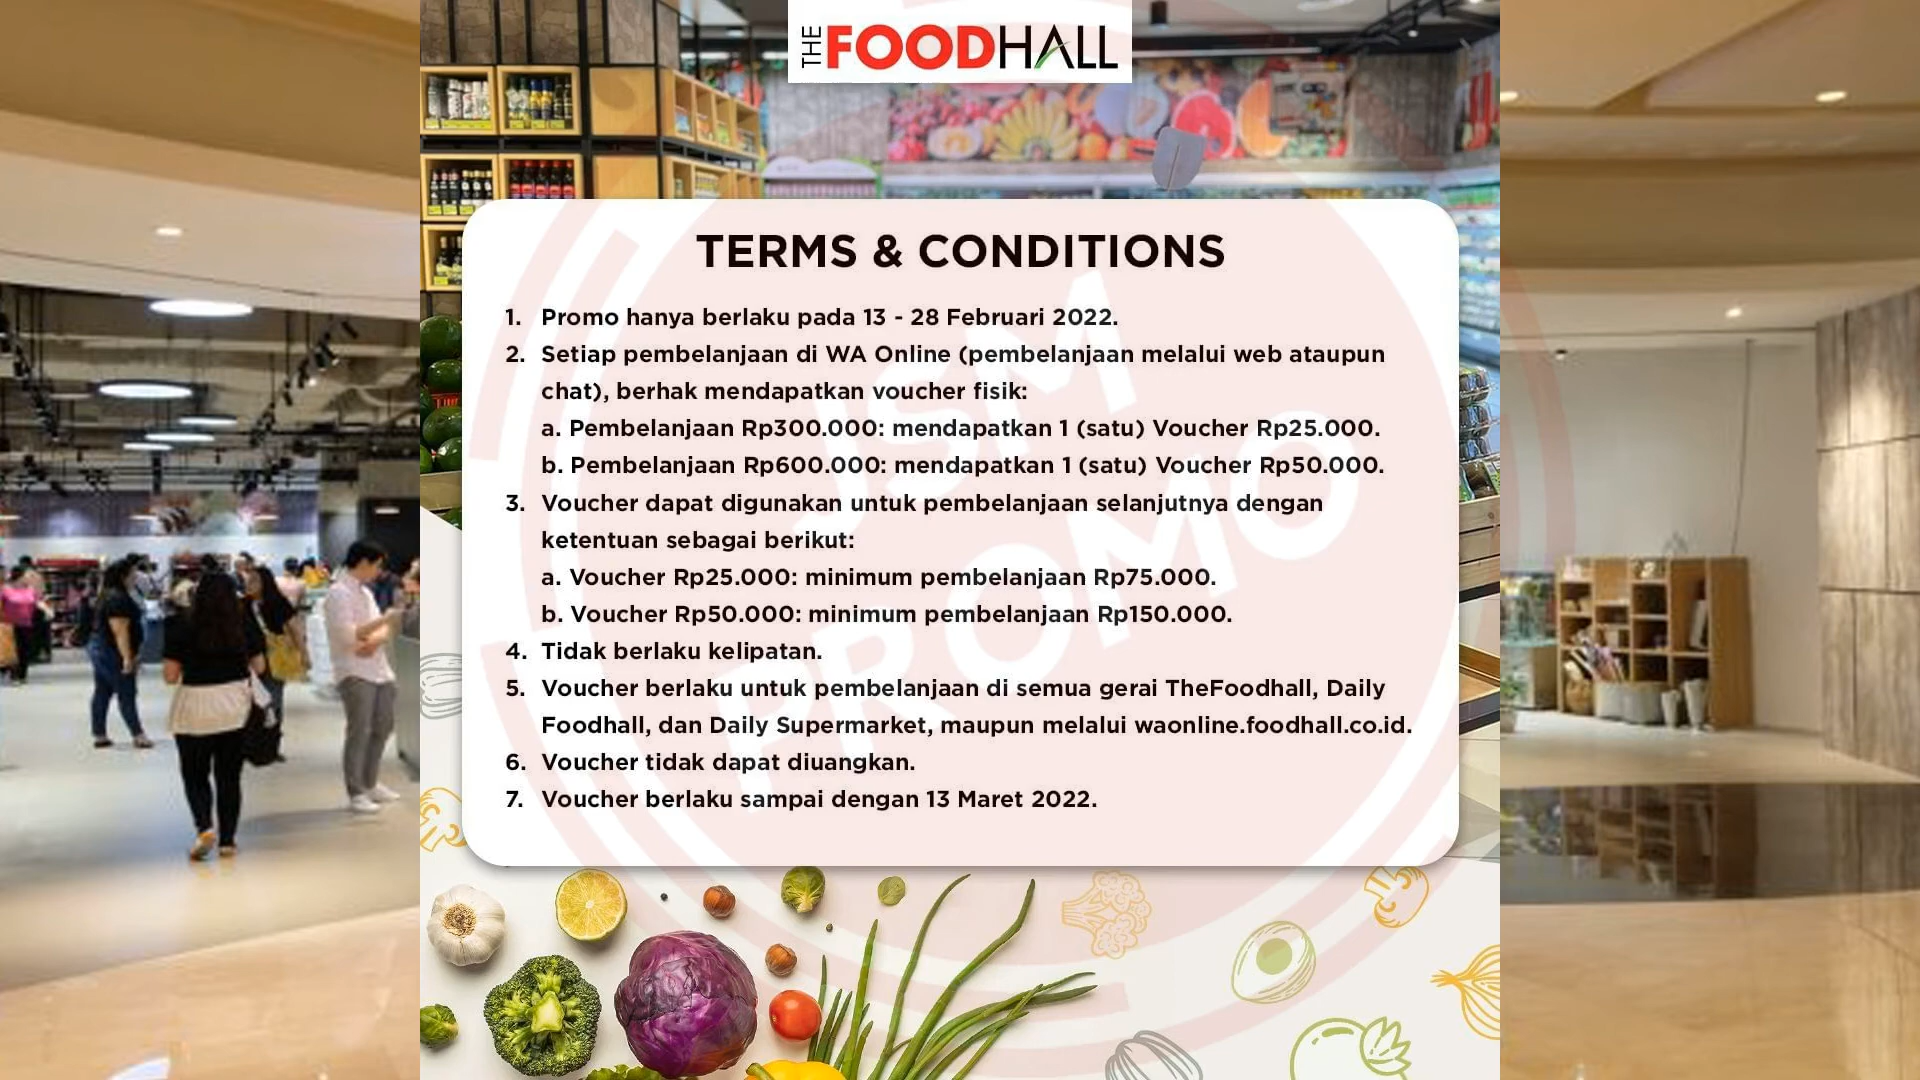 THE FOODHALL
TERMS & CONDITIONS
1. Promo hanya berlaku pada 13 - 28 Februari 2022.
2. Setiap pembelanjaan di WA Online (pembelanjaan melalui web ataupun
chat), berhak mendapatkan voucher fisik:
a. Pembelanjaan Rp300.000: mendapatkan 1 (satu) Voucher Rp25.000.
b. Pembelanjaan Rp600.000: mendapatkan 1 (satu) Voucher Rp50.000.
3. Voucher dapat digunakan untuk pembelanjaan selanjutnya dengan
ketentuan sebagai berikut:
a. Voucher Rp25.000: minimum pembelanjaan Rp75.000.
b. Voucher Rp50.000: minimum pembelanjaan Rp150.000.
4. Tidak berlaku kelipatan.
5. Voucher berlaku untuk pembelanjaan di semua gerai TheFoodhall, Daily
Foodhall, dan Daily Supermarket, maupun melalui waonline.foodhall.co.id.
6. Voucher tidak dapat diuangkan.
7. Voucher berlaku sampai dengan 13 Maret 2022.
JSM
PROMO